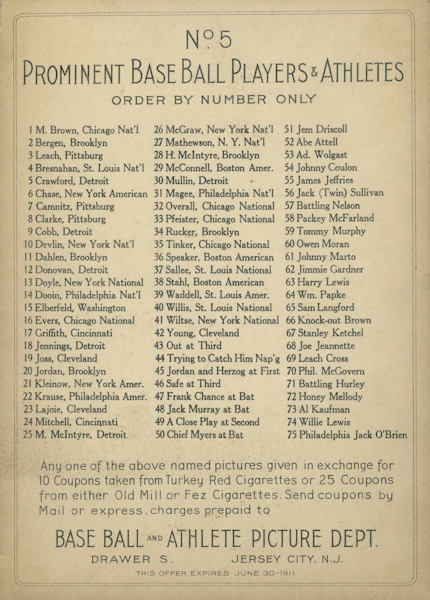 Nº 5
PROMINENT BASE BALL PLAYERS & ATHLETES
ORDER BY NUMBER ONLY
1 M. Brown, Chicago Nat'l
2 Bergen, Brooklyn
3 Leach, Pittsburg
4 Bresnahan, St. Louis Nat'l
5 Crawford, Detroit
6 Chase, New York American
7 Camnitz, Pittsburg
8 Clarke, Pittsburg
9 Cobb, Detroit
10 Devlin, New York Nat'l
11 Dahlen, Brooklyn
12 Donovan, Detroit
13 Doyle, New York National
14 Dooin, Philadelphia Nat'l
15 Elberfeld, Washington
16 Evers, Chicago National
17 Griffith, Cincinnati
18 Jennings, Detroit
19 Joss, Cleveland
20 Jordan, Brooklyn
21 Kleinow, New York Amer.
22 Krause, Philadelphia Amer.
23 Lajoie, Cleveland
24 Mitchell, Cincinnati
25 M. McIntyre, Detroit
26 McGraw, New York Nat'l
27 Mathewson, N. Y. Nat'l
28 H. McIntyre, Brooklyn
29 McConnell, Boston Amer.
30 Mullin, Detroit
31 Magee, Philadelphia Nat'l
32 Overall, Chicago National
33 Pfeister, Chicago National
34 Rucker, Brooklyn
35 Tinker, Chicago National
36 Speaker, Boston American
37 Sallee, St. Louis National
38 Stahl, Boston American
39 Waddell, St. Louis Amer.
40 Willis, St. Louis National
41 Wiltse, New York National
42 Young, Cleveland
43 Out at Third
44 Trying to Catch Him Nap'g
45 Jordan and Herzog at First
46 Safe at Third
47 Frank Chance at Bat
48 Jack Murray at Bat
49 A Close Play at Second
50 Chief Myers at Bat
51 Jem Driscoll
52 Abe Attell
53 Ad. Wolgast
54 Johnny Coulon
55 James Jeffries
56 Jack (Twin) Sullivan
57 Battling Nelson
58 Packey McFarland
59 Tommy Murphy
60 Owen Moran
61 Johnny Marto
62 Jimmie Gardner
63 Harry Lewis
64 Wm. Papke
65 Sam Langford
66 Knock-out Brown
67 Stanley Ketchel
68 Joe Jeannette
69 Leach Cross
70 Phil. McGovern
71 Battling Hurley
72 Honey Mellody
73 Al Kaufman
74 Willie Lewis
75 Philadelphia Jack O'Brien
Any one of the above named pictures given in exchange for
10 Coupons taken from Turkey Red Cigarettes or 25 Coupons
from either Old Mill or Fez Cigarettes. Send coupons by
Mail or express, charges prepaid to
BASE BALL AND ATHLETE PICTURE DEPT.
DRAWER S. JERSEY CITY, N.J.
THIS OFFER EXPIRES JUNE 30-1911.